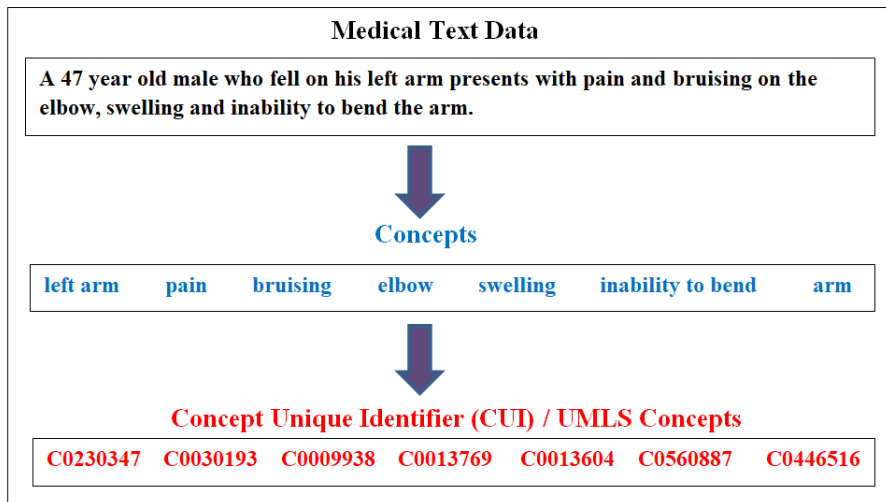 Medical Text Data
A 47 year old male who fell on his left arm presents with pain and bruising on the
elbow, swelling and inability to bend the arm.
Concepts
left arm pain bruising elbow swelling inability to bend arm
Concept Unique Identifier (CUI) / UMLS Concepts
C0230347 C0030193 C0009938 C0013769 C0013604 C0560887 C0446516